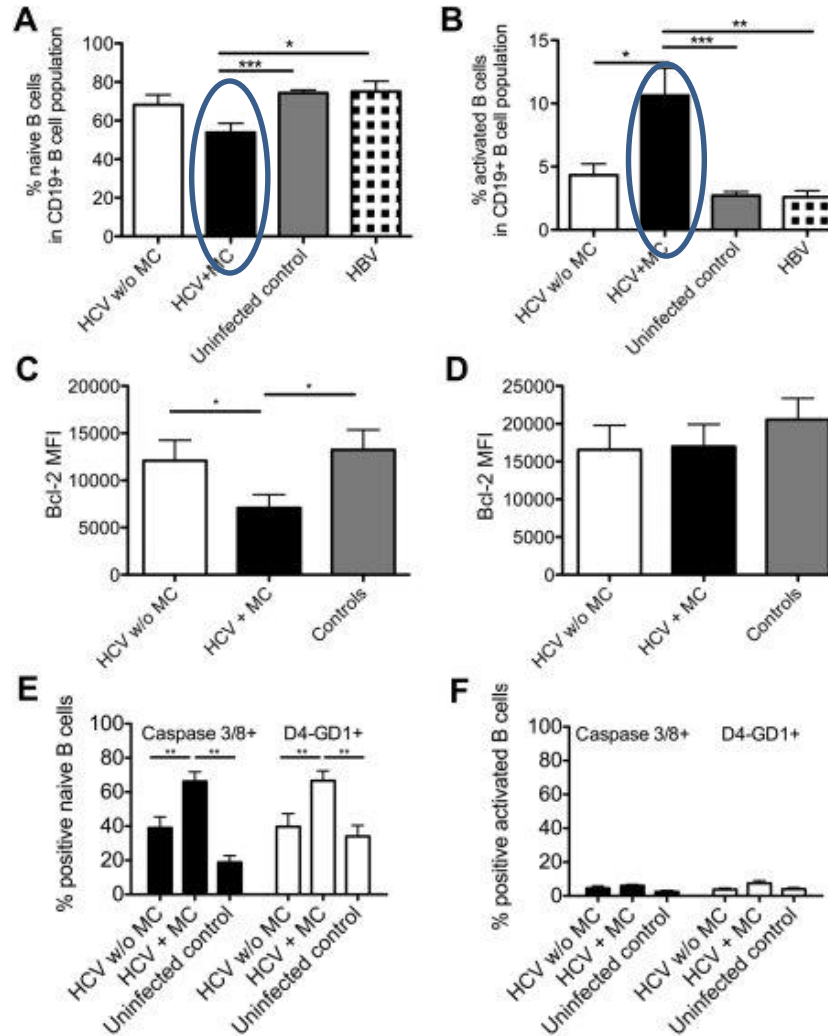 A
% naive B cells
in CD19+ B cell population
100
80
60
40
20
0
*
***
HCV w/o MC
HCV+MC
Uninfected control
HBV
B
% activated B cells
in CD19+ B cell population
15
10
5
0
*
**
***
HCV w/o MC
HCV+MC
Uninfected control
HBV
C
Bcl-2 MFI
20000
15000
10000
5000
0
*
*
HCV w/o MC
HCV + MC
Controls
D
Bcl-2 MFI
25000
20000
15000
10000
5000
0
HCV w/o MC
HCV + MC
Controls
E
% positive naive B cells
100
80
60
40
20
0
Caspase 3/8+
D4-GD1+
**
**
**
**
HCV w/o MC
HCV + MC
Uninfected control
HCV w/o MC
HCV + MC
Uninfected control
F
% positive activated B cells
100
80
60
40
20
0
Caspase 3/8+
D4-GD1+
HCV w/o MC
HCV + MC
Uninfected control
HCV w/o MC
HCV + MC
Uninfected control